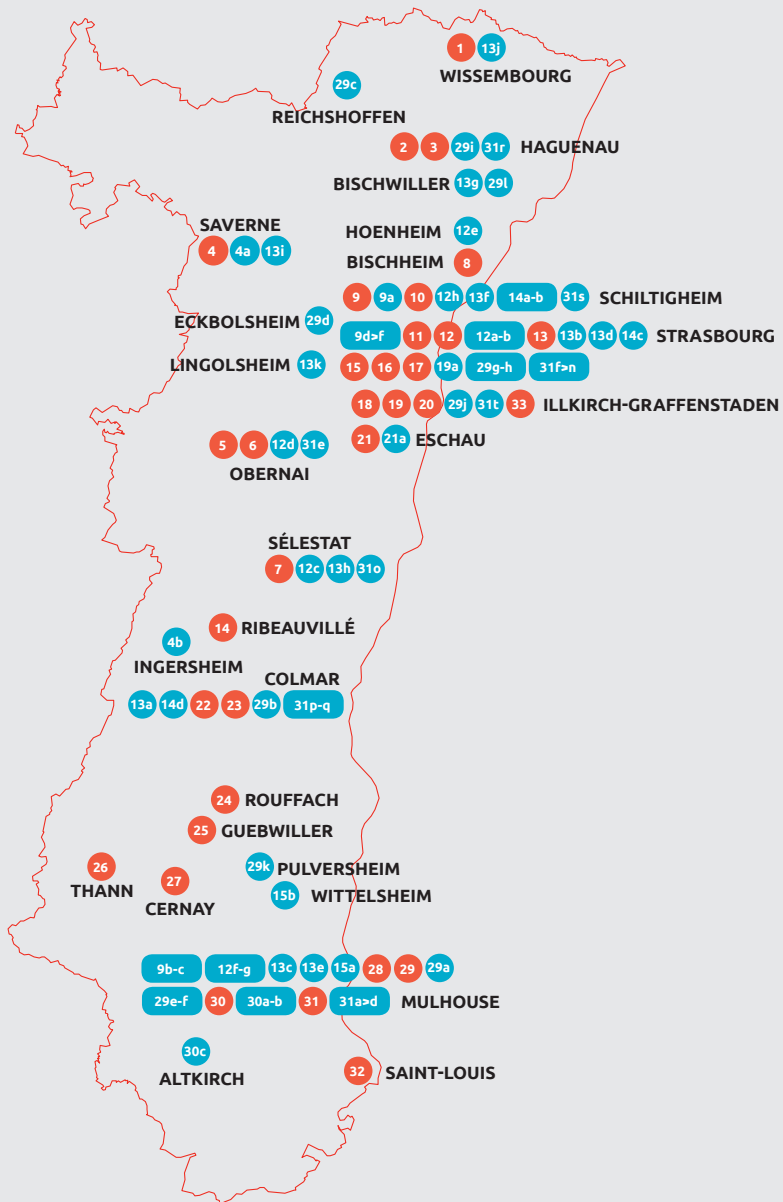 1 13j
WISSEMBOURG
29c
REICHSHOFFEN
2 3 29i 31r HAGUENAU
BISCHWILLER 13g 29l
SAVERNE
4 4a 13i
HOENHEIM 12e
BISCHHEIM 8
9 9a 10 12h 13f 14a-b 31s SCHILTIGHEIM
ECKBOLSHEIM 29d
9d>f 11 12 12a-b 13 13b 13d 14c STRASBOURG
LINGOLSHEIM 13k
15 16 17 19a 29g-h 31f>n
18 19 20 29j 31t 33 ILLKIRCH-GRAFFENSTADEN
21 21a ESCHAU
5 6 12d 31e
OBERNAI
SÉLESTAT
7 12c 13h 31o
14 RIBEAUVILLÉ
4b
INGERSHEIM
COLMAR
13a 14d 22 23 29b 31p-q
24 ROUFFACH
25 GUEBWILLER
26
THANN
27
CERNAY
29k PULVERSHEIM
15b WITTELSHEIM
9b-c 12f-g 13c 13e 15a 28 29 29a
29e-f 30 30a-b 31 31a>d MULHOUSE
30c
ALTKIRCH
32 SAINT-LOUIS